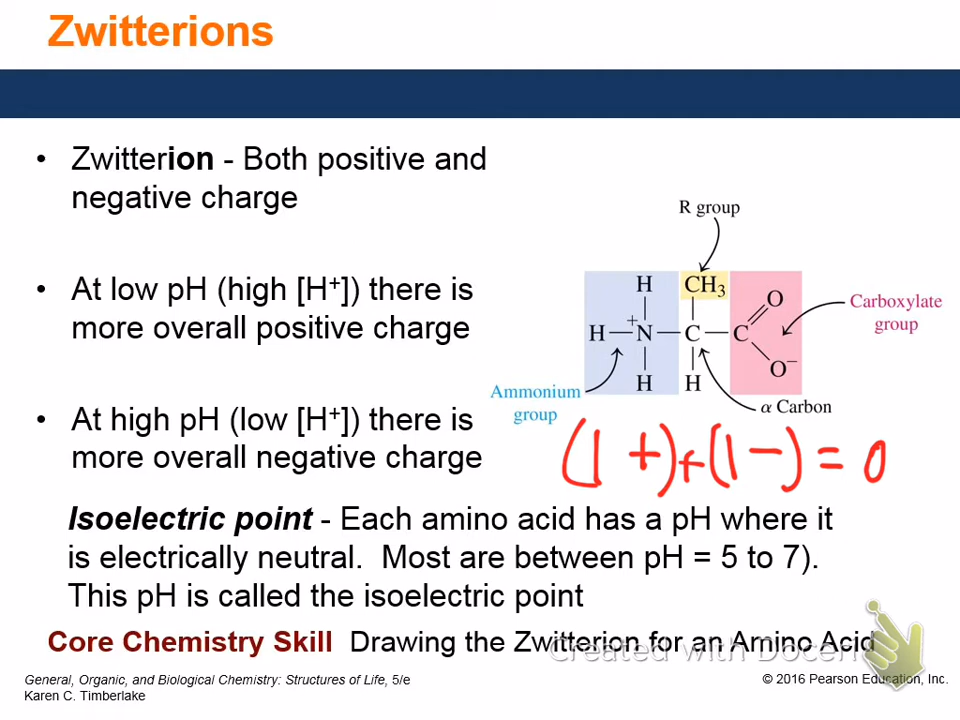 Zwitterions
• Zwitterion - Both positive and
negative charge
• At low pH (high [H⁺]) there is
more overall positive charge
• At high pH (low [H⁺]) there is
more overall negative charge
R group
H
CH₃
O
H
+
N
C
C
H
H
O⁻
Carboxylate
group
Ammonium
group
α Carbon
(1 +) + (1 -) = 0
Isoelectric point - Each amino acid has a pH where it
is electrically neutral. Most are between pH = 5 to 7).
This pH is called the isoelectric point
Core Chemistry Skill Drawing the Zwitterion for an Amino Acid
Created with Docer
General, Organic, and Biological Chemistry: Structures of Life, 5/e
Karen C. Timberlake
© 2016 Pearson Education, Inc.